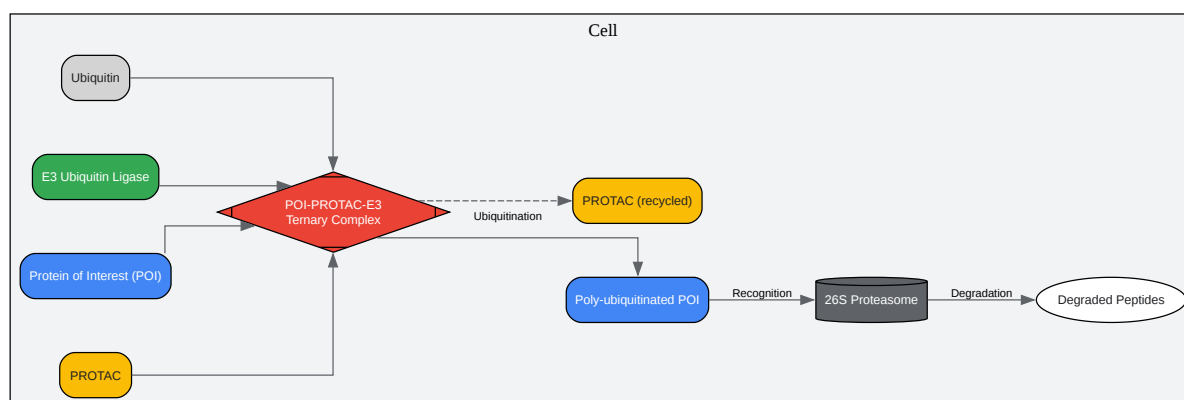 Cell
Ubiquitin
E3 Ubiquitin Ligase
POI-PROTAC-E3
Ternary Complex
PROTAC (recycled)
Ubiquitination
Protein of Interest (POI)
Poly-ubiquitinated POI
Recognition
26S Proteasome
Degradation
Degraded Peptides
PROTAC